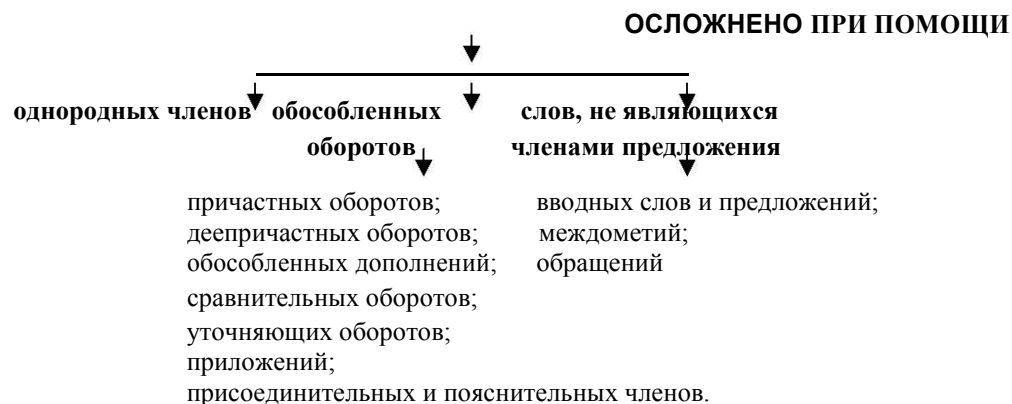 ОСЛОЖНЕНО ПРИ ПОМОЩИ
однородных членов обособленных слов, не являющихся
оборотов членами предложения
причастных оборотов; вводных слов и предложений;
деепричастных оборотов; междометий;
обособленных дополнений; обращений
сравнительных оборотов;
уточняющих оборотов;
приложений;
присоединительных и пояснительных членов.